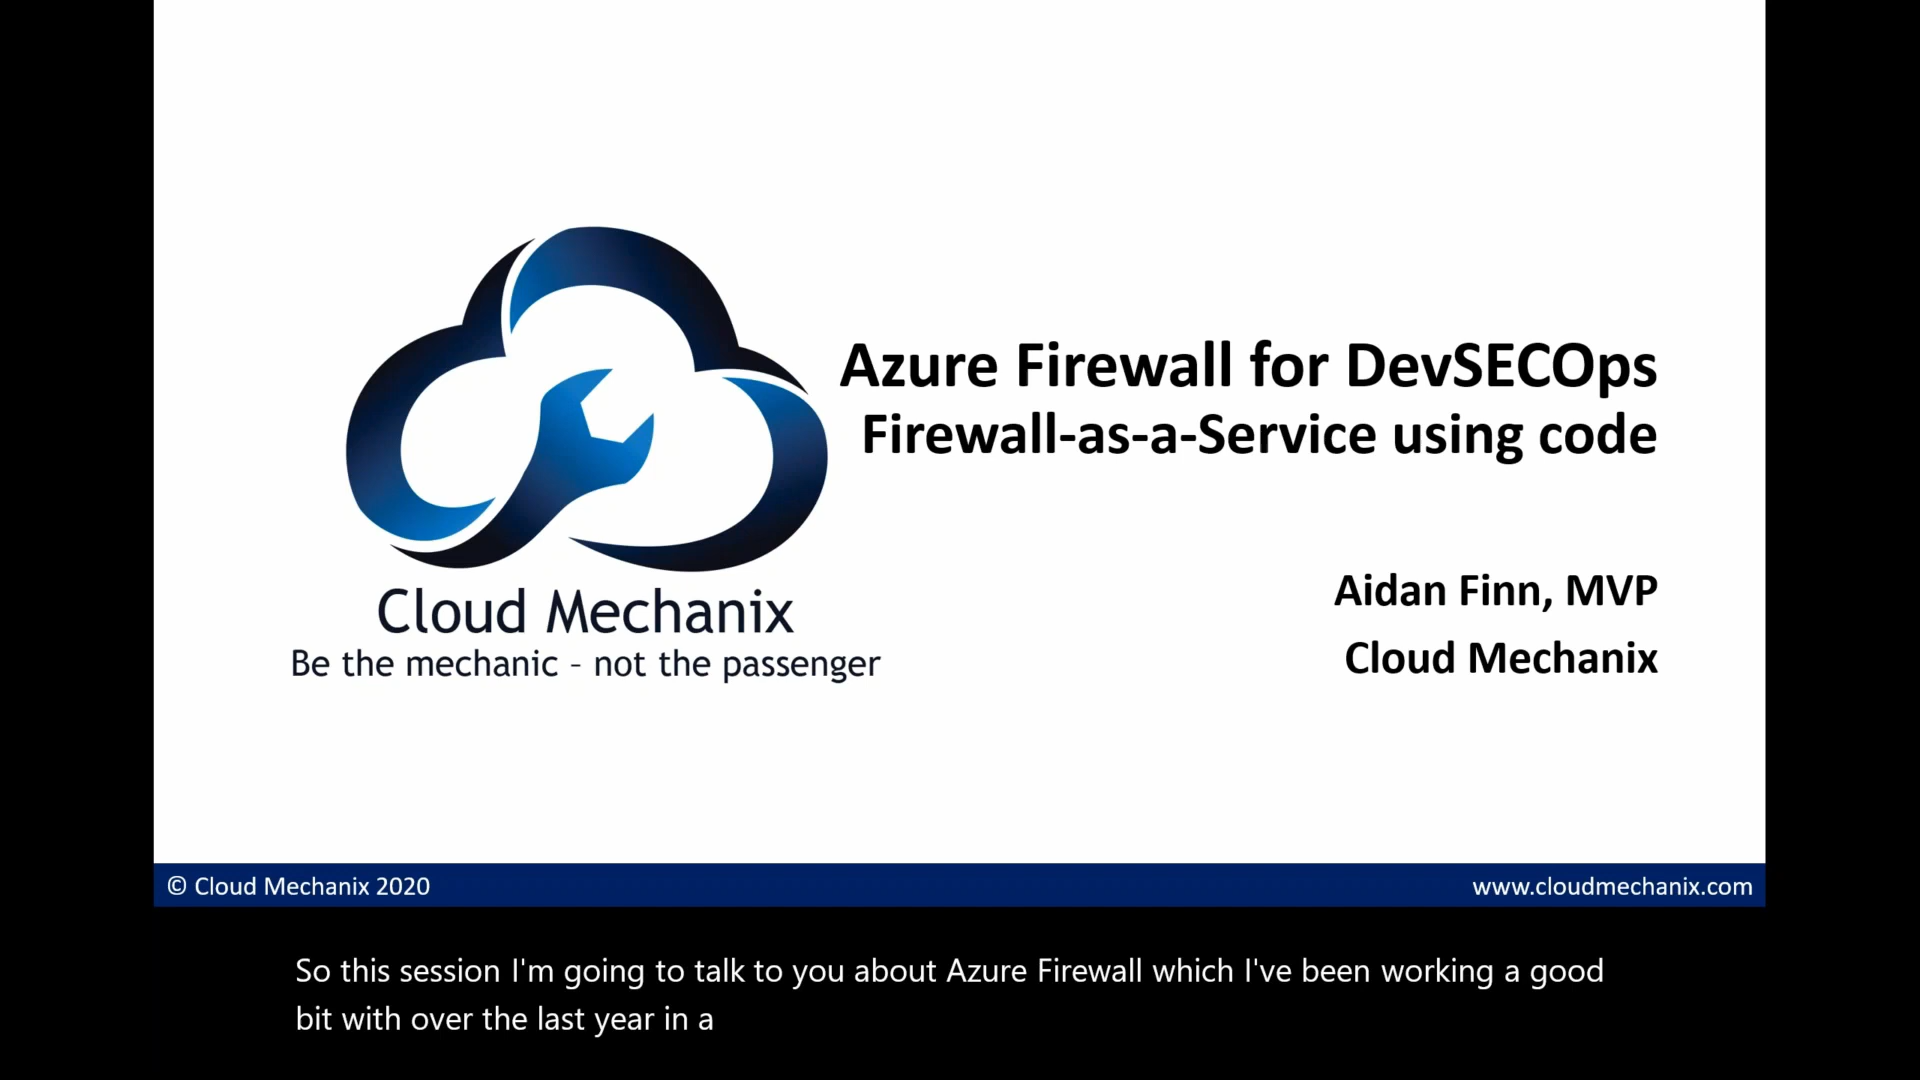 Azure Firewall for DevSECOps
Firewall-as-a-Service using code
Aidan Finn, MVP
Cloud Mechanix
Cloud Mechanix
Be the mechanic - not the passenger
© Cloud Mechanix 2020
www.cloudmechanix.com
So this session I'm going to talk to you about Azure Firewall which I've been working a good
bit with over the last year in a